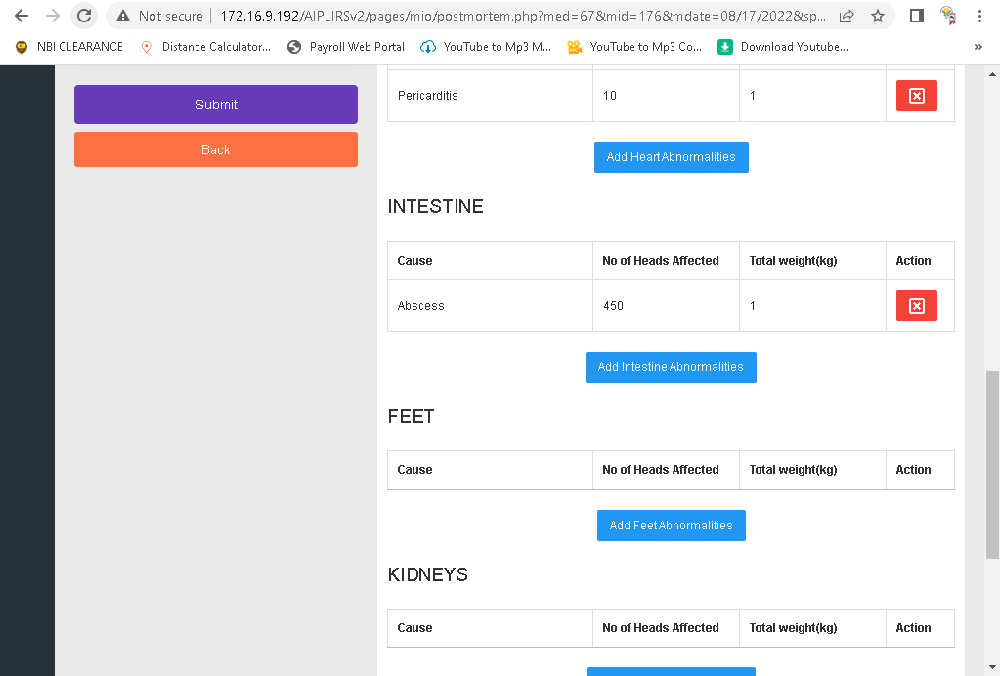 Not secure | 172.16.9.192/AIPLIRSv2/pages/mio/postmortem.php?med=67&mid=176&mdate=08/17/2022&sp...
NBI CLEARANCE Distance Calculator... Payroll Web Portal YouTube to Mp3 M... YouTube to Mp3 Co... Download Youtube... »
Submit
Back
Pericarditis 10 1
Add Heart Abnormalities
INTESTINE
Cause No of Heads Affected Total weight(kg) Action
Abscess 450 1
Add Intestine Abnormalities
FEET
Cause No of Heads Affected Total weight(kg) Action
Add Feet Abnormalities
KIDNEYS
Cause No of Heads Affected Total weight(kg) Action